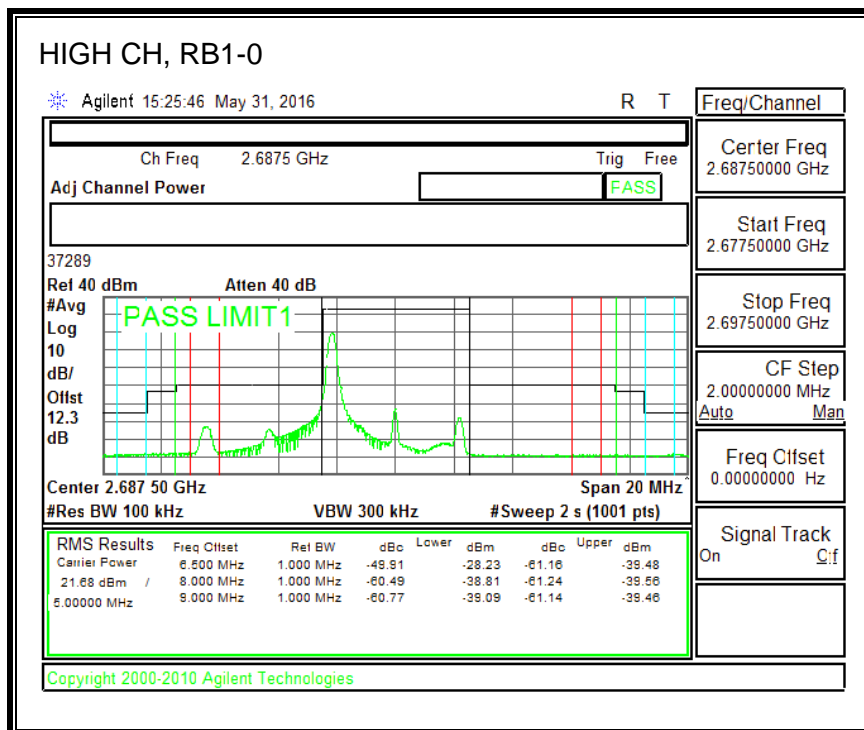 HIGH CH, RB1-0
Agilent 15:25:46 May 31, 2016 R T
Freq/Channel
Ch Freq 2.6875 GHz Trig Free
Adj Channel Power PASS
Center Freq
2.68750000 GHz
Start Freq
2.67750000 GHz
Stop Freq
2.69750000 GHz
CF Step
2.00000000 MHz
Auto Man
Freq Offset
0.00000000 Hz
Signal Track
On Off
37289
Ref 40 dBm Atten 40 dB
#Avg
Log
10
dB/
Offst
12.3
dB
PASS LIMIT1
Center 2.687 50 GHz Span 20 MHz
#Res BW 100 kHz VBW 300 kHz #Sweep 2 s (1001 pts)
RMS Results Freq Offset Ref BW dBc Lower dBm dBc Upper dBm
Carrier Power 6.500 MHz 1.000 MHz -49.91 -28.23 -61.16 -39.48
21.68 dBm / 8.000 MHz 1.000 MHz -60.49 -38.81 -61.24 -39.56
5.00000 MHz 9.000 MHz 1.000 MHz -60.77 -39.09 -61.14 -39.46
Copyright 2000-2010 Agilent Technologies